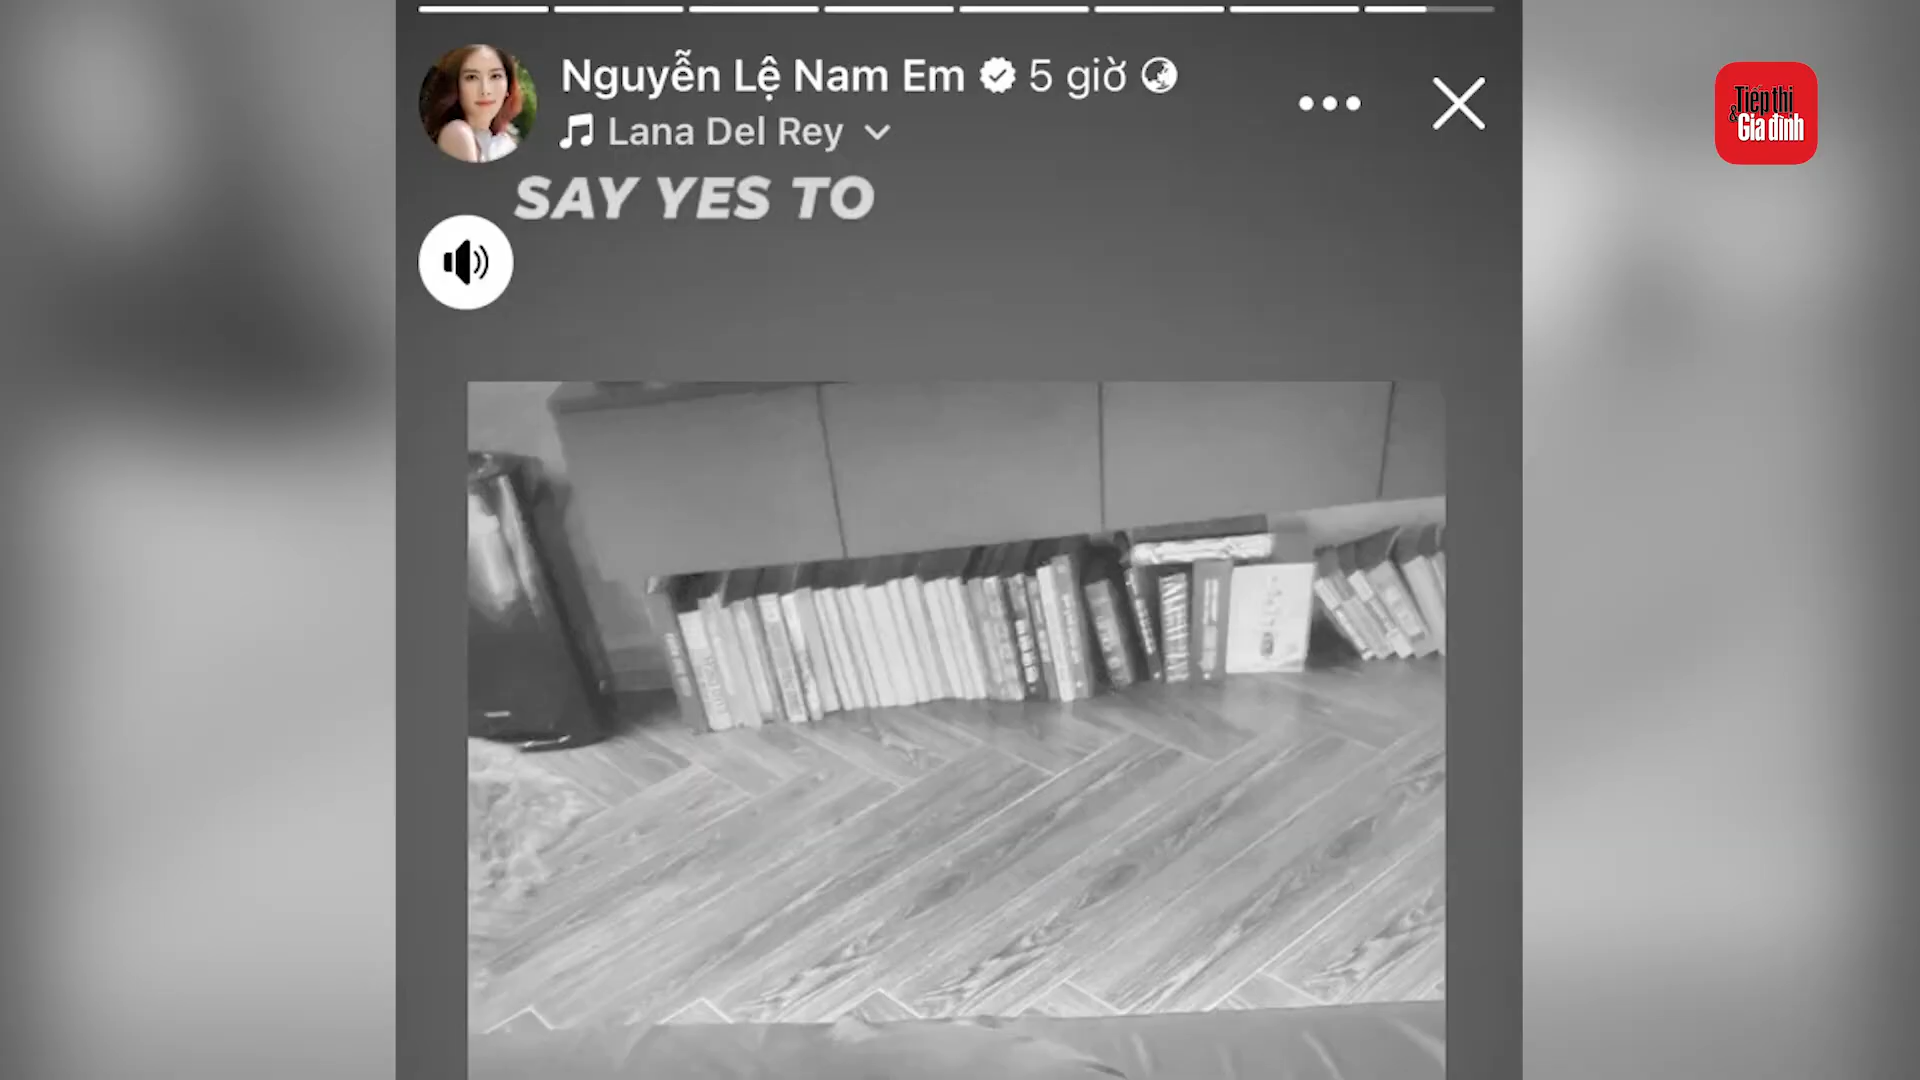 Nguyễn Lệ Nam Em 5 giờ
Lana Del Rey
SAY YES TO
Tiếp thị
& Gia đình